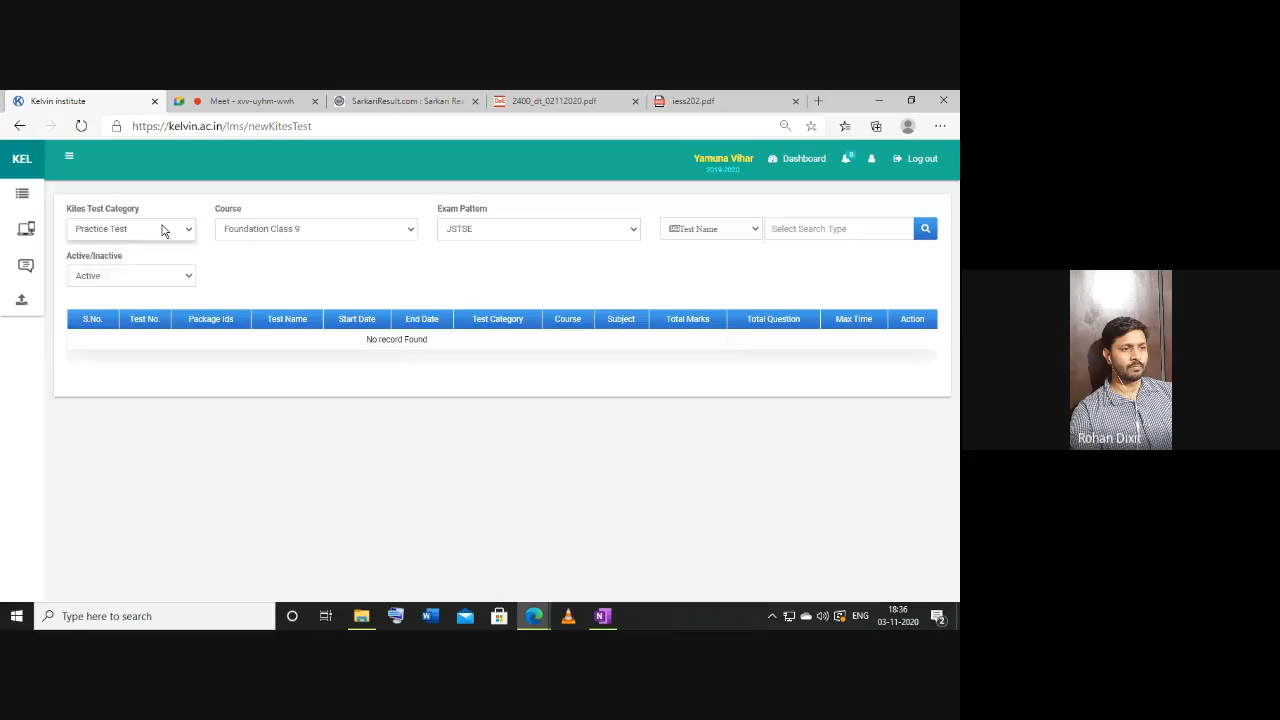 Kelvin institute
Meet - xvv-uyhm-wwh
SarkariResult.com : Sarkari Res
2400_dt_02112020.pdf
iess202.pdf
https://kelvin.ac.in/lms/newKitesTest
KEL
Yamuna Vihar
2019-2020
Dashboard
Log out
Kites Test Category
Course
Exam Pattern
Practice Test
Foundation Class 9
JSTSE
Test Name
Select Search Type
Active/Inactive
Active
S.No. Test No. Package Ids Test Name Start Date End Date Test Category Course Subject Total Marks Total Question Max Time Action
No record Found
Rohan Dixit
Type here to search
ENG
18:36
03-11-2020
2